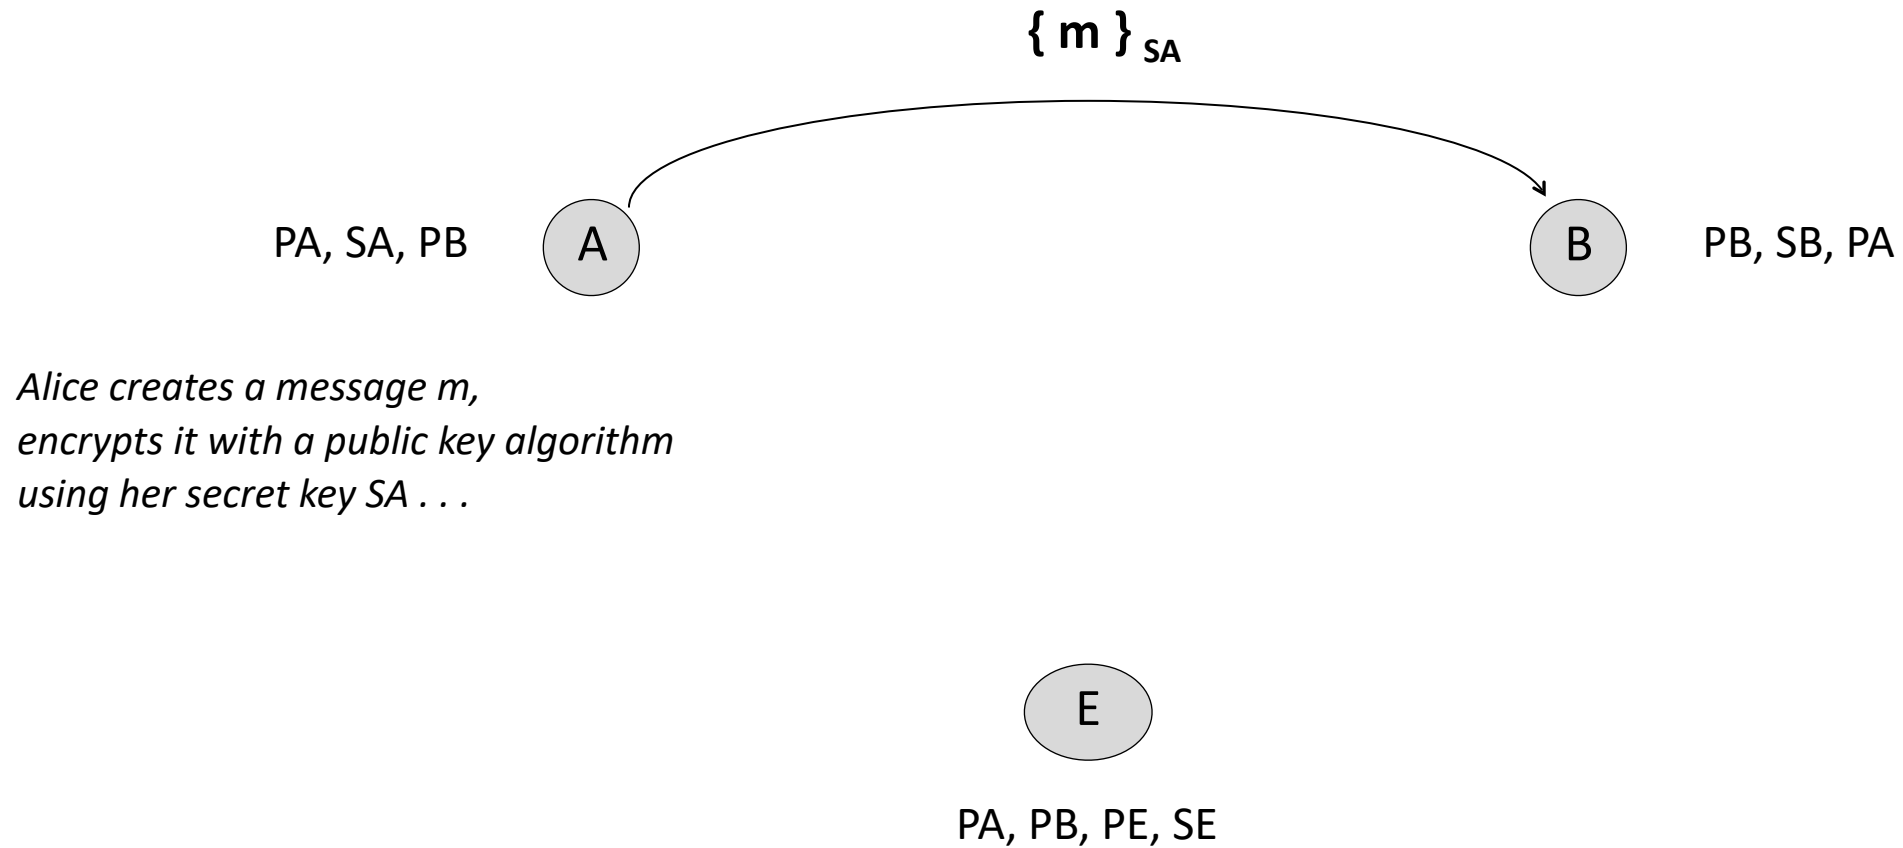 { m } SA
PA, SA, PB
A
B
PB, SB, PA
Alice creates a message m,
encrypts it with a public key algorithm
using her secret key SA . . .
E
PA, PB, PE, SE